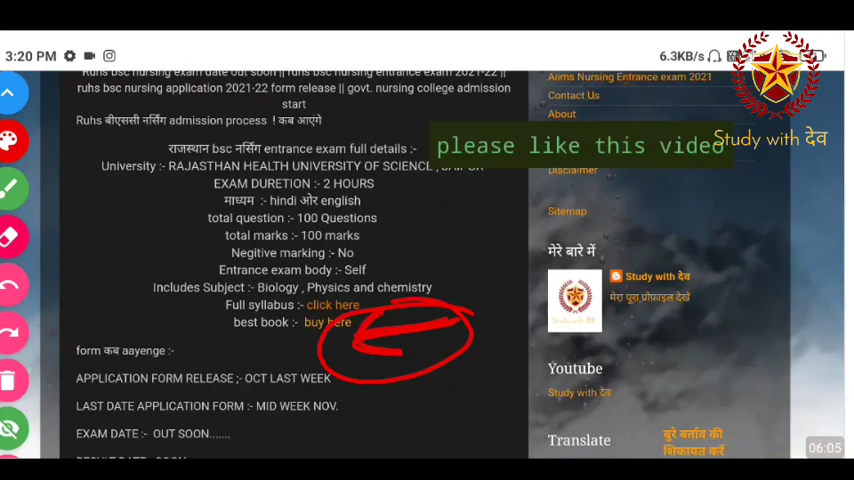 3:20 PM
6.3KB/s
Ruhs bsc nursing exam date out soon || ruhs bsc nursing entrance exam 2021-22 ||
ruhs bsc nursing application 2021-22 form release || govt. nursing college admission
start
Ruhs बीएससी नर्सिंग admission process ! कब आएंगे
राजस्थान bsc नर्सिंग entrance exam full details :-
University :- RAJASTHAN HEALTH UNIVERSITY OF SCIENCE ,
EXAM DURETION :- 2 HOURS
माध्यम :- hindi ओर english
total question :- 100 Questions
total marks :- 100 marks
Negitive marking :- No
Entrance exam body :- Self
Includes Subject :- Biology , Physics and chemistry
Full syllabus :- click here
best book :- buy here
form कब aayenge :-
APPLICATION FORM RELEASE ;- OCT LAST WEEK
LAST DATE APPLICATION FORM :- MID WEEK NOV.
EXAM DATE :- OUT SOON.......
please like this video
Study with देव
Aiims Nursing Entrance exam 2021
Contact Us
About
Disclaimer
Sitemap
मेरे बारे में
Study with देव
मेरा पूरा प्रोफ़ाइल देखें
Youtube
Study with देव
Translate
बुरे बर्ताव की
शिकायत करें
06:05